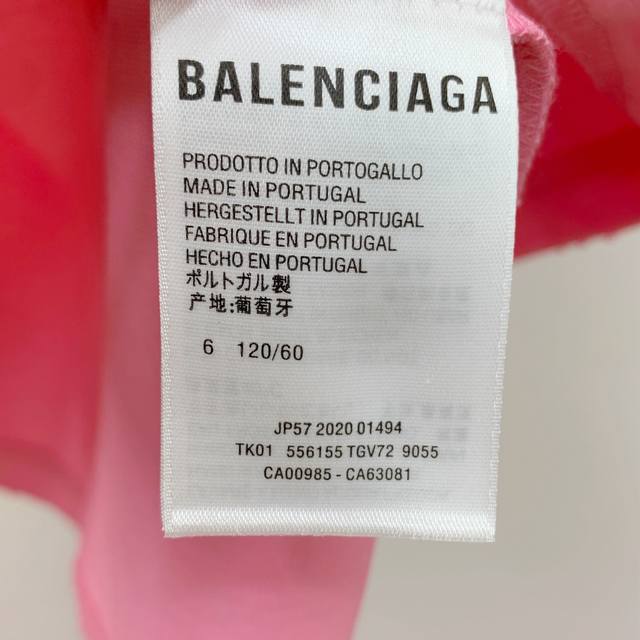 BALENCIAGA
PRODOTTO IN PORTOGALLO
MADE IN PORTUGAL
HERGESTELLT IN PORTUGAL
FABRIQUE EN PORTUGAL
HECHO EN PORTUGAL
ポルトガル製
产地:葡萄牙
6 120/60
JP57 2020 01494
TK01 556155 TGV72 9055
CA00985 - CA63081